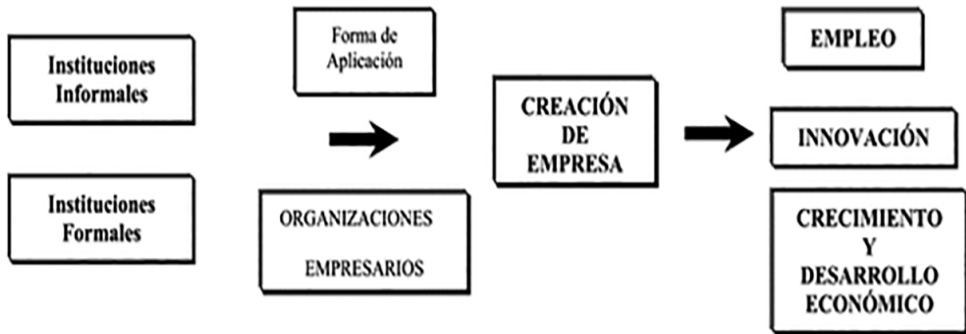 Instituciones
Informales
Instituciones
Formales
Forma de
Aplicación
ORGANIZACIONES
EMPRESARIOS
CREACIÓN
DE
EMPRESA
EMPLEO
INNOVACIÓN
CRECIMIENTO
Y
DESARROLLO
ECONÓMICO